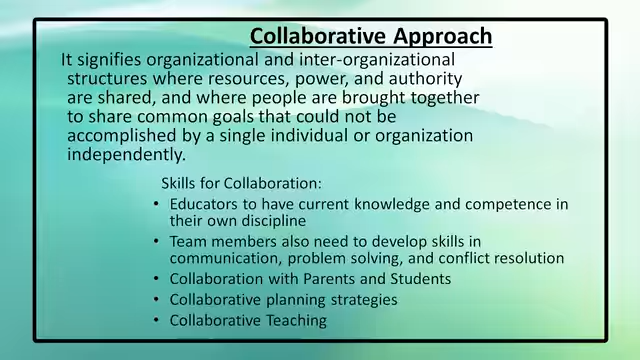 Collaborative Approach
It signifies organizational and inter-organizational
structures where resources, power, and authority
are shared, and where people are brought together
to share common goals that could not be
accomplished by a single individual or organization
independently.
Skills for Collaboration:
• Educators to have current knowledge and competence in
their own discipline
• Team members also need to develop skills in
communication, problem solving, and conflict resolution
• Collaboration with Parents and Students
• Collaborative planning strategies
• Collaborative Teaching